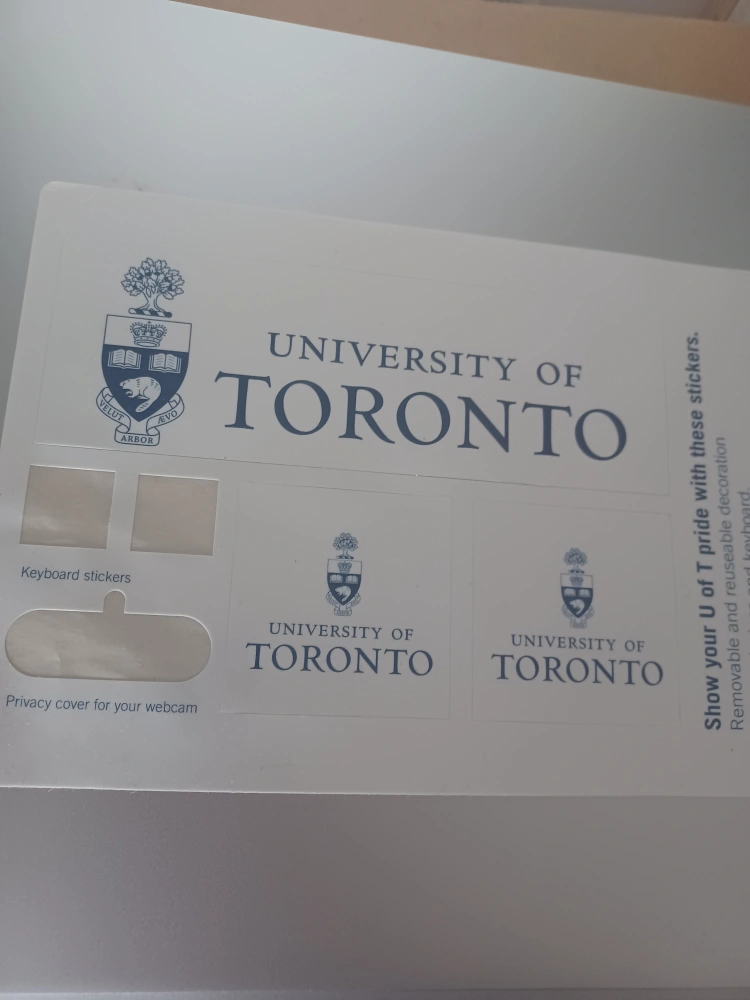 VELUT ARBOR ÆVO
UNIVERSITY OF
TORONTO
Keyboard stickers
Privacy cover for your webcam
UNIVERSITY OF
TORONTO
UNIVERSITY OF
TORONTO
Show your U of T pride with these stickers.
Removable and reuseable decoration
keyboard.